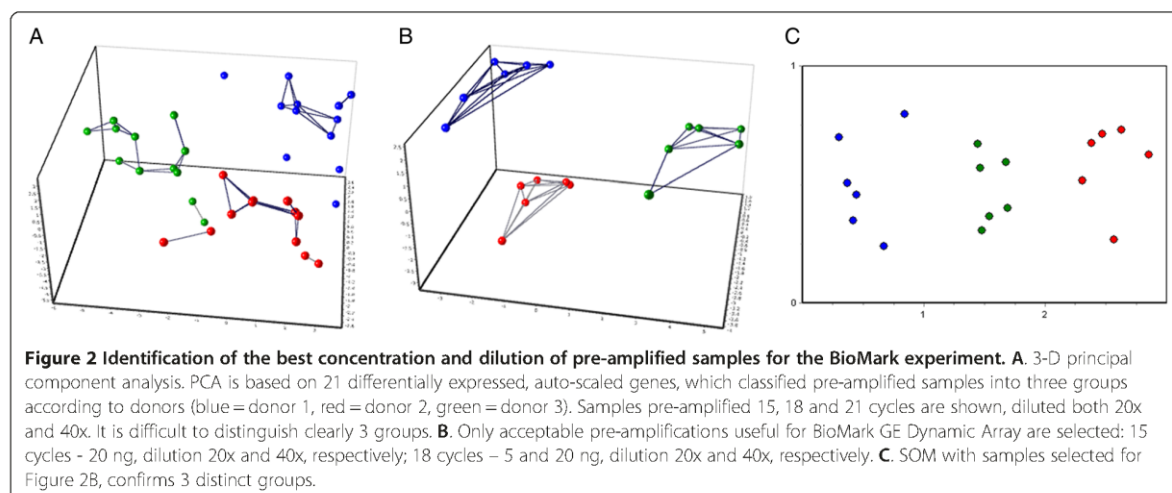 A
B
C
1
0
1
2
Figure 2 Identification of the best concentration and dilution of pre-amplified samples for the BioMark experiment. A. 3-D principal
component analysis. PCA is based on 21 differentially expressed, auto-scaled genes, which classified pre-amplified samples into three groups
according to donors (blue = donor 1, red = donor 2, green = donor 3). Samples pre-amplified 15, 18 and 21 cycles are shown, diluted both 20x
and 40x. It is difficult to distinguish clearly 3 groups. B. Only acceptable pre-amplifications useful for BioMark GE Dynamic Array are selected: 15
cycles - 20 ng, dilution 20x and 40x, respectively; 18 cycles – 5 and 20 ng, dilution 20x and 40x, respectively. C. SOM with samples selected for
Figure 2B, confirms 3 distinct groups.